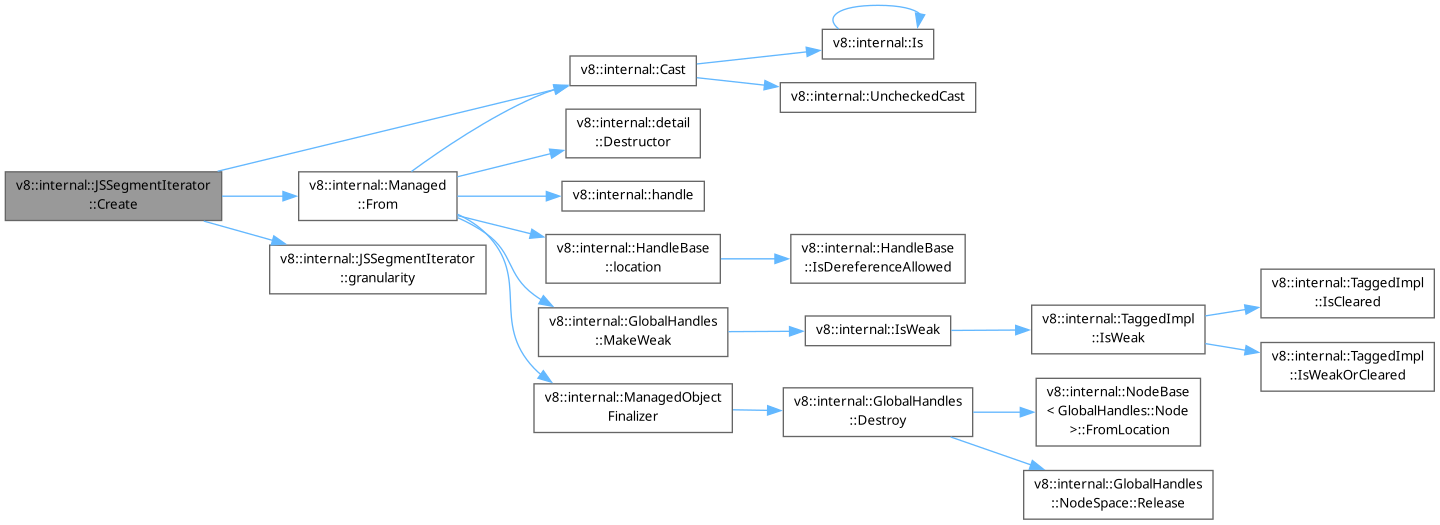 v8::internal::JSSegmentIterator
::Create
v8::internal::Managed
::From
v8::internal::JSSegmentIterator
::granularity
v8::internal::Cast
v8::internal::detail
::Destructor
v8::internal::handle
v8::internal::HandleBase
::location
v8::internal::GlobalHandles
::MakeWeak
v8::internal::ManagedObject
Finalizer
v8::internal::Is
v8::internal::UncheckedCast
v8::internal::HandleBase
::IsDereferenceAllowed
v8::internal::IsWeak
v8::internal::GlobalHandles
::Destroy
v8::internal::TaggedImpl
::IsWeak
v8::internal::NodeBase
< GlobalHandles::Node
>::FromLocation
v8::internal::GlobalHandles
::NodeSpace::Release
v8::internal::TaggedImpl
::IsCleared
v8::internal::TaggedImpl
::IsWeakOrCleared